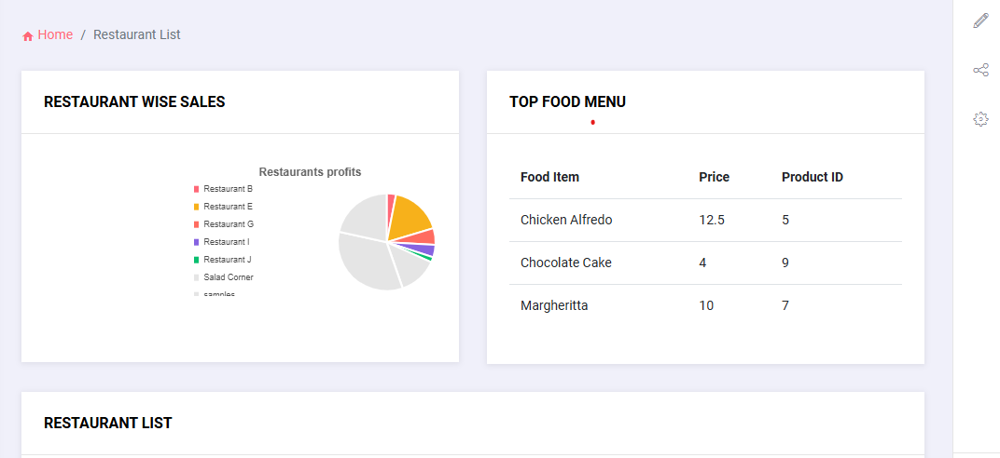 Home / Restaurant List
RESTAURANT WISE SALES
Restaurants profits
Restaurant B
Restaurant E
Restaurant G
Restaurant I
Restaurant J
Salad Corner
samples
TOP FOOD MENU
Food Item Price Product ID
Chicken Alfredo 12.5 5
Chocolate Cake 4 9
Margheritta 10 7
RESTAURANT LIST